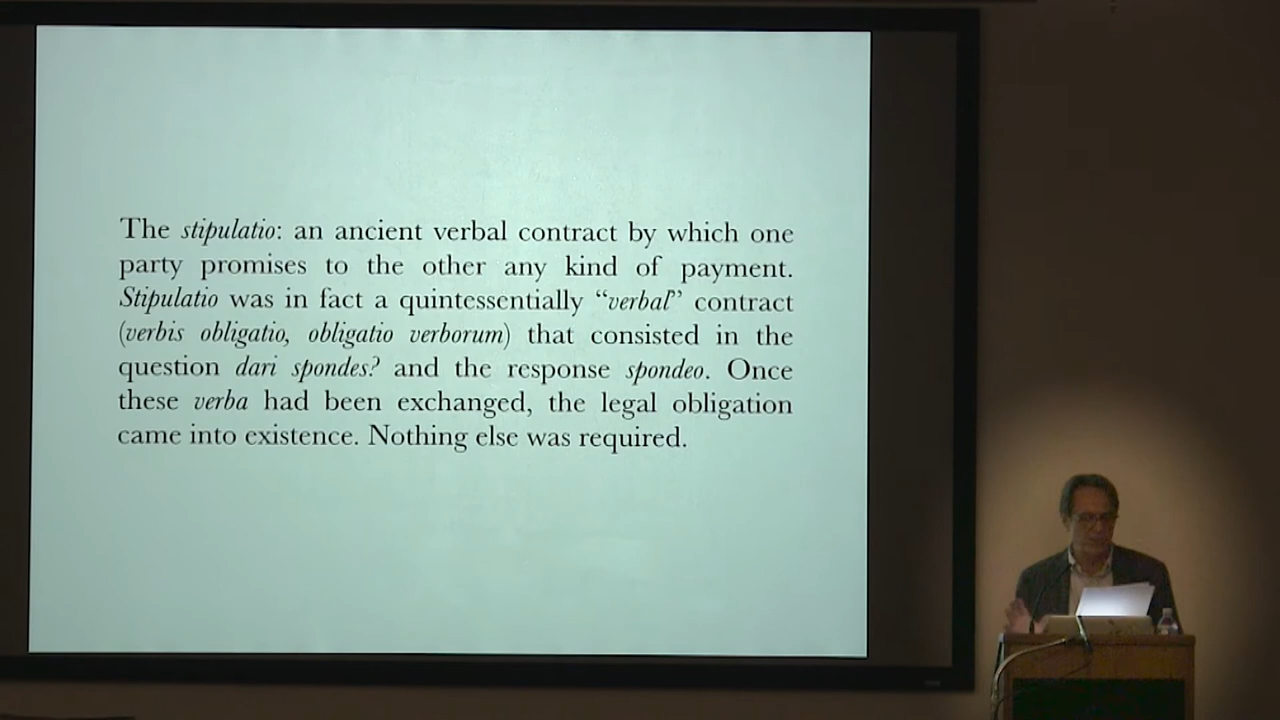 The stipulatio: an ancient verbal contract by which one
party promises to the other any kind of payment.
Stipulatio was in fact a quintessentially “verbal” contract
(verbis obligatio, obligatio verborum) that consisted in the
question dari spondes? and the response spondeo. Once
these verba had been exchanged, the legal obligation
came into existence. Nothing else was required.